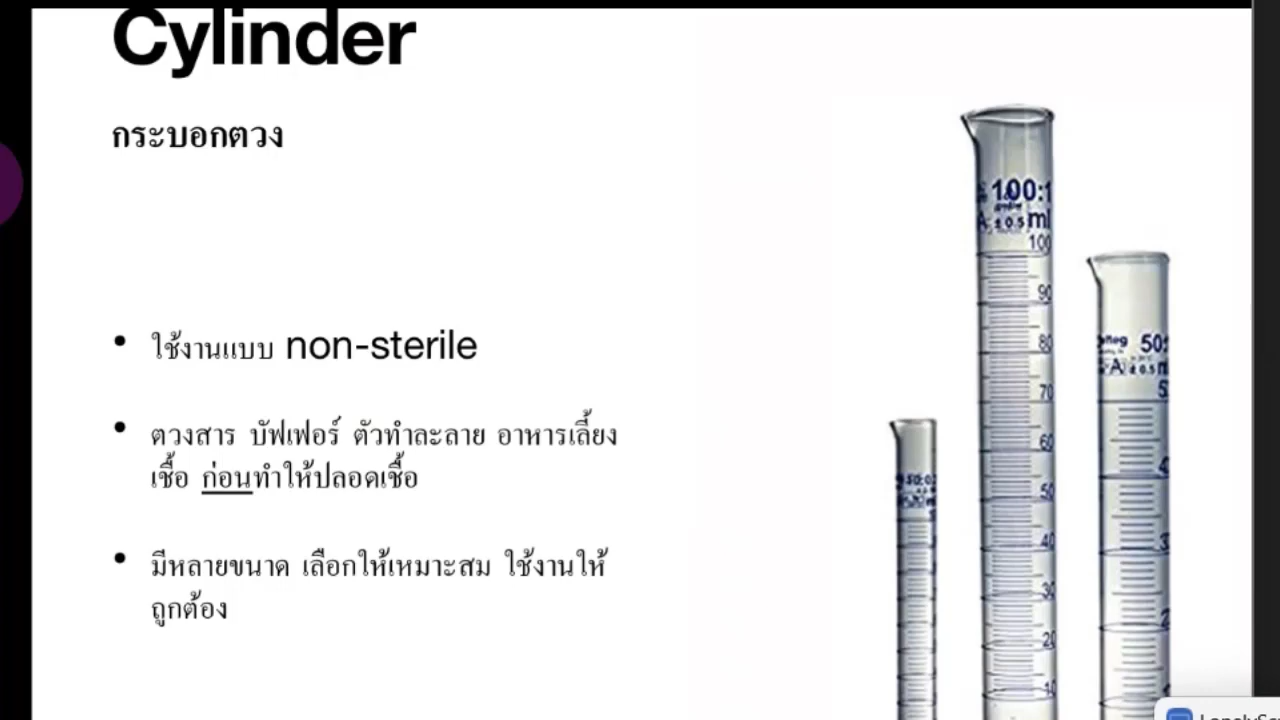 Cylinder
กระบอกตวง
• ใช้งานแบบ non-sterile
• ตวงสาร บัฟเฟอร์ ตัวทำละลาย อาหารเลี้ยง
เชื้อ ก่อนทำให้ปลอดเชื้อ
• มีหลายขนาด เลือกให้เหมาะสม ใช้งานให้
ถูกต้อง
100:1
A ±0.5 ml
100
90
80
70
60
50
40
30
20
10
50:
A ±0.5